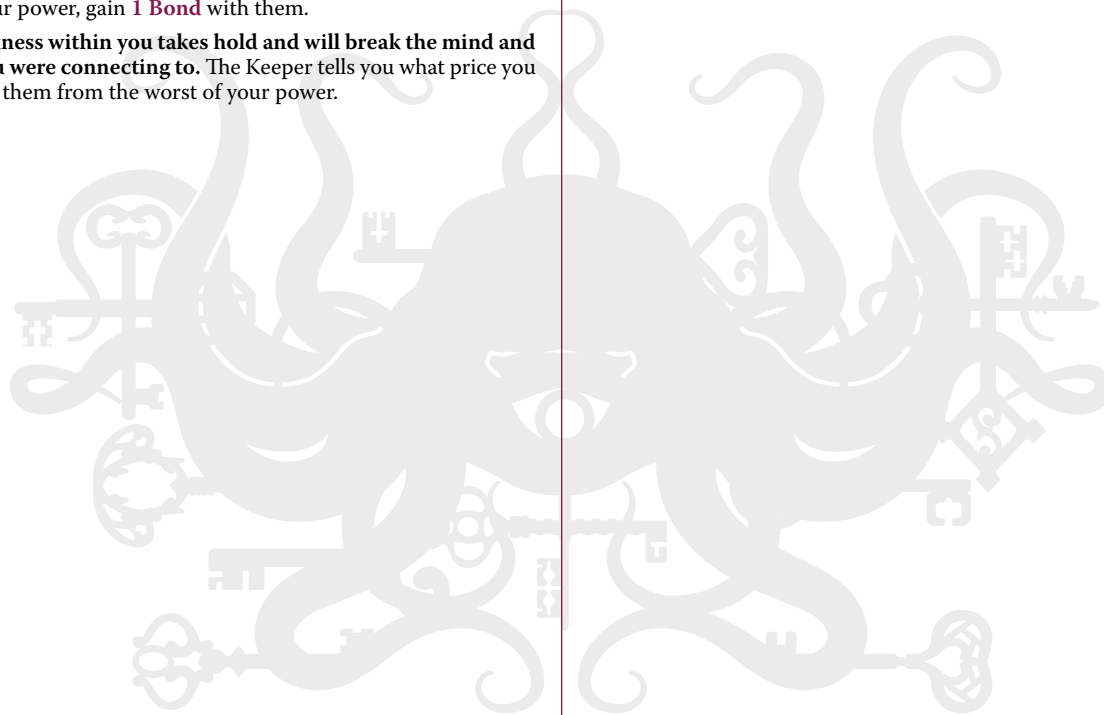 ur power, gain 1 Bond with them.
ness within you takes hold and will break the mind and
u were connecting to. The Keeper tells you what price you
them from the worst of your power.